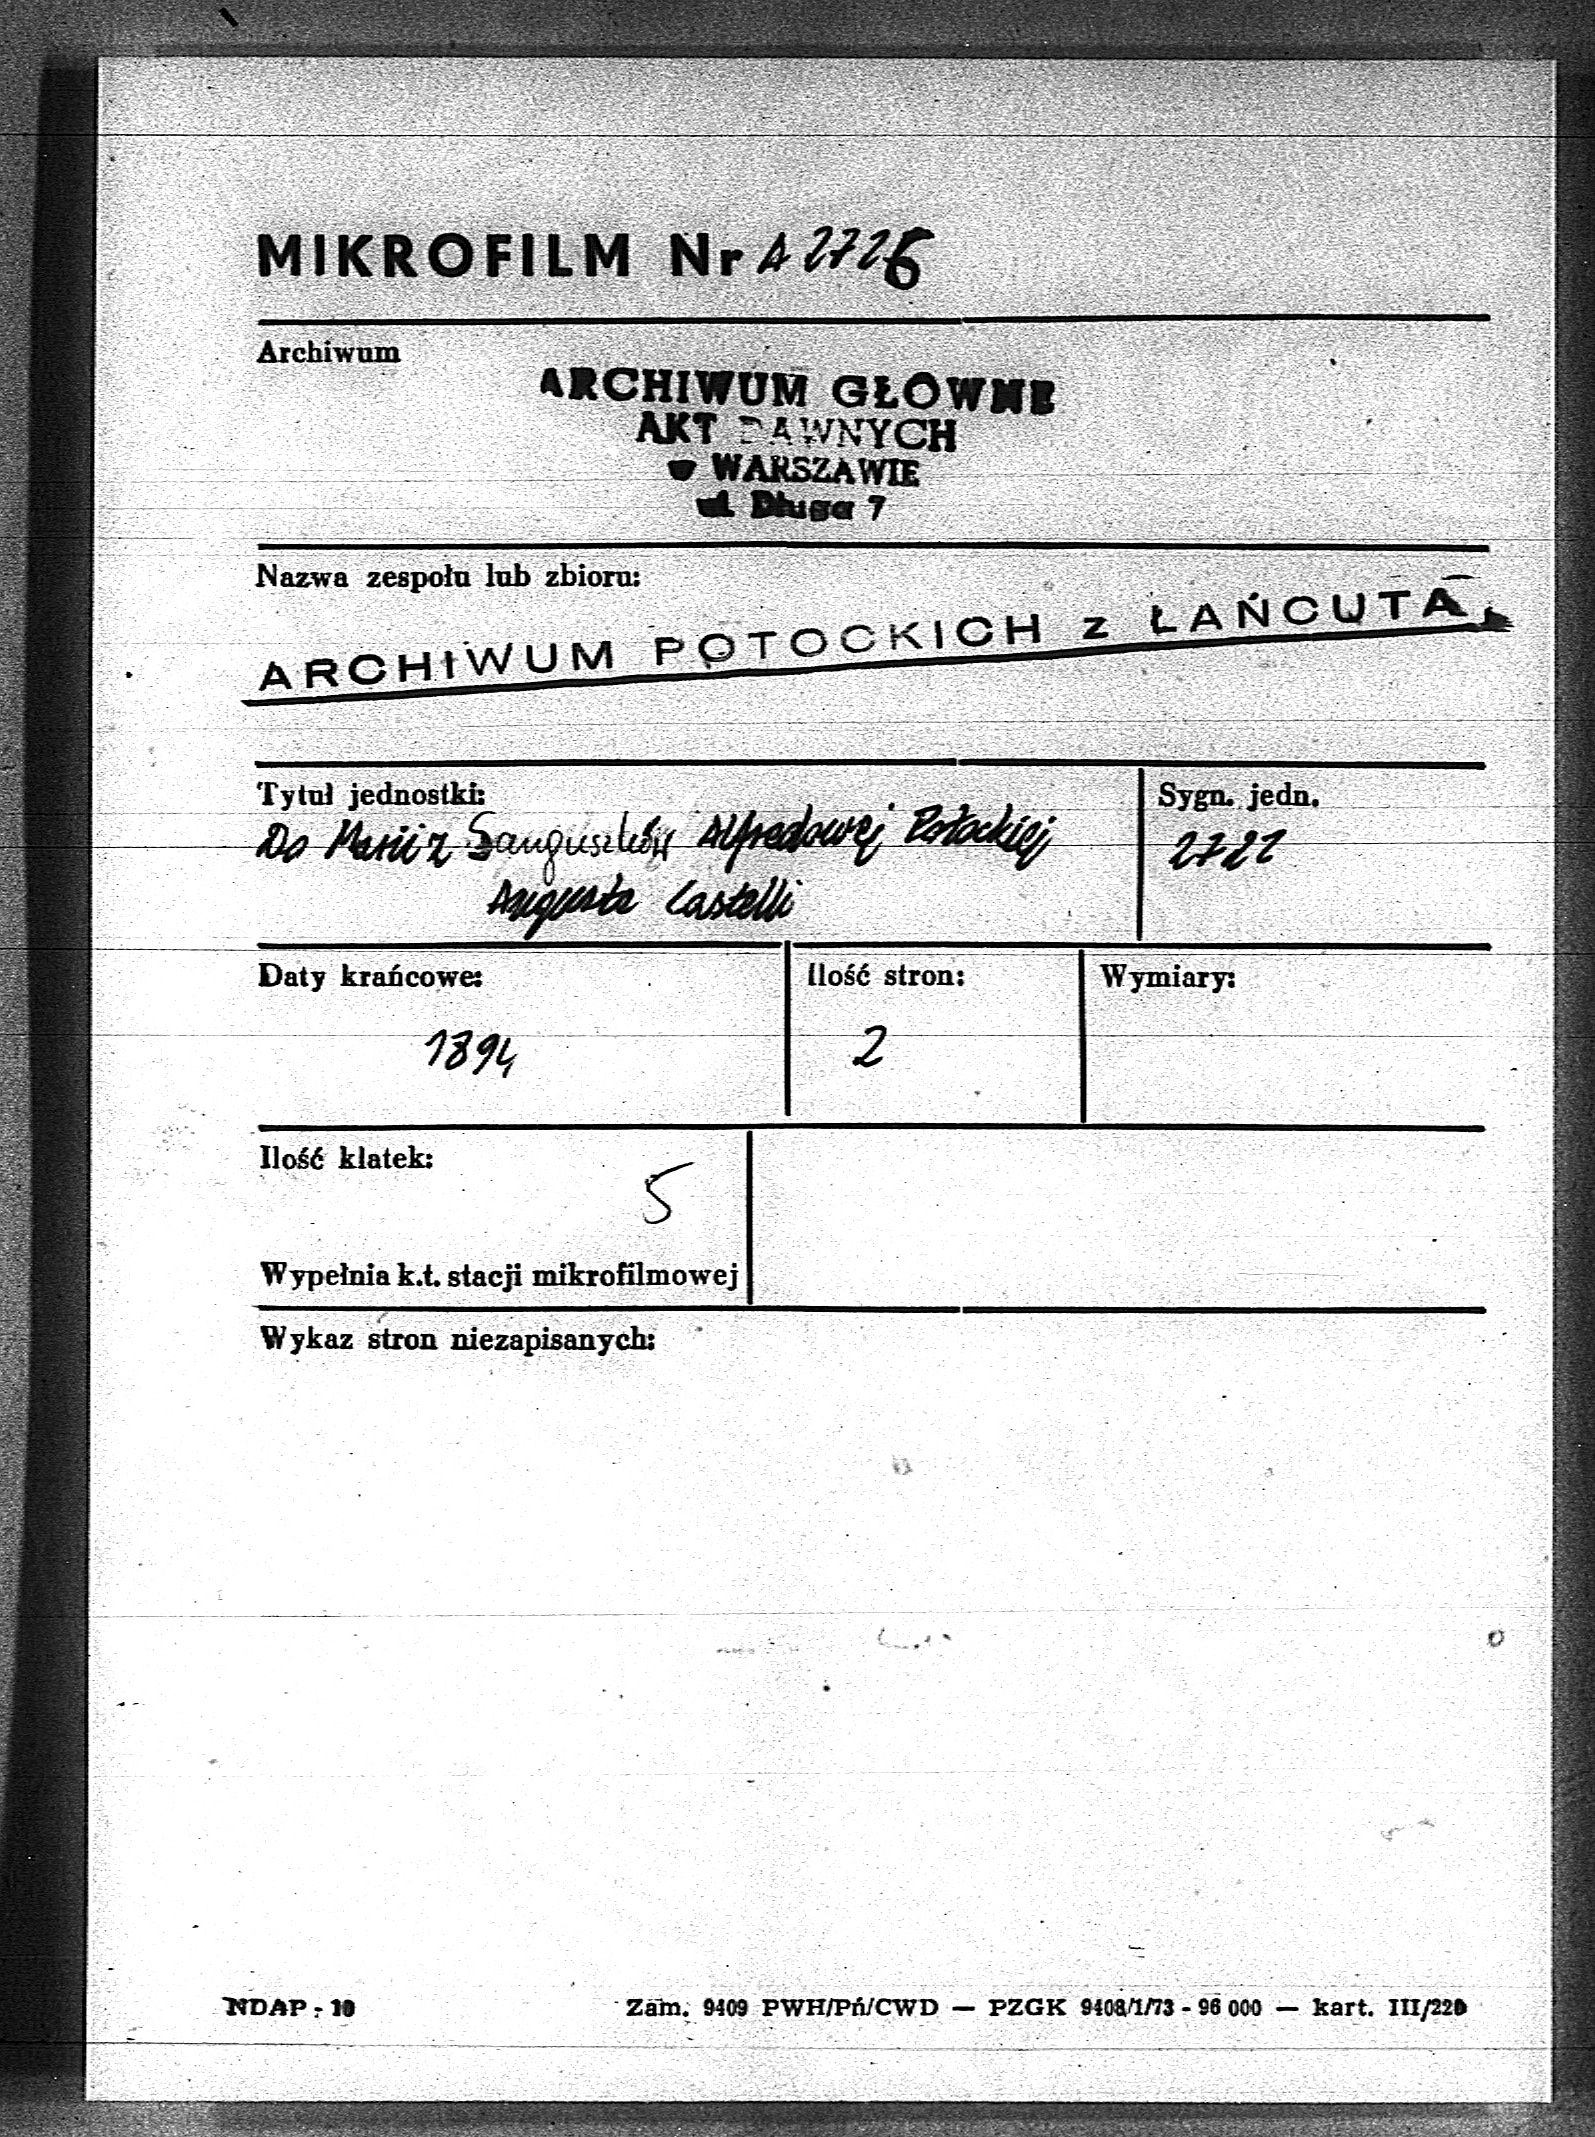 MIKROFILM Nr A 2726
Archiwum
ARCHIWUM GŁÓWNE
AKT DAWNYCH
w WARSZAWIE
ul Długa 7
Nazwa zespołu lub zbioru:
ARCHIWUM POTOCKICH z ŁAŃCUTA
Tytuł jednostki:
Do Marii z Sanguszków Alfredowej Potockiej
Augusta Castelli
Sygn. jedn.
2722
Daty krańcowe:
1894
Ilość stron:
2
Wymiary:
Ilość klatek:
5
Wypełnia k.t. stacji mikrofilmowej
Wykaz stron niezapisanych:
NDAP - 10
Zam. 9409 PWH/Pń/CWD — PZGK 9408/1/73 - 96 000 — kart. III/220